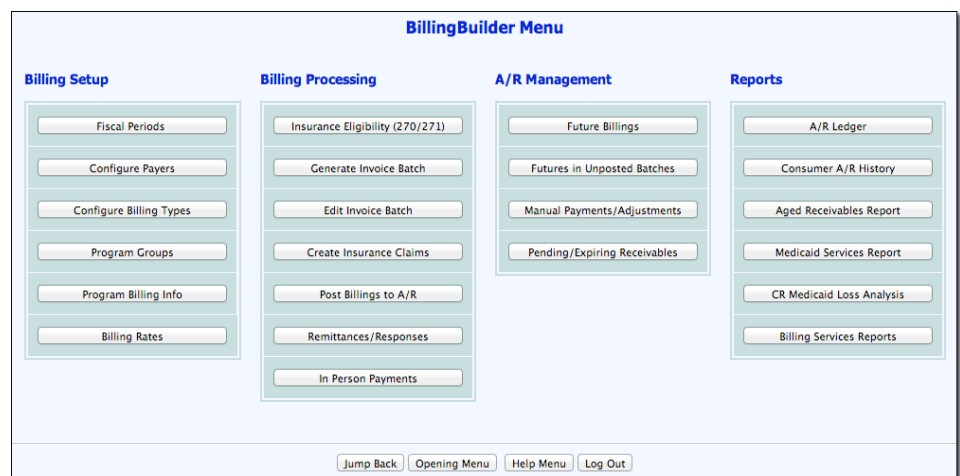 BillingBuilder Menu
Billing Setup
Fiscal Periods
Configure Payers
Configure Billing Types
Program Groups
Program Billing Info
Billing Rates
Billing Processing
Insurance Eligibility (270/271)
Generate Invoice Batch
Edit Invoice Batch
Create Insurance Claims
Post Billings to A/R
Remittances/Responses
In Person Payments
A/R Management
Future Billings
Futures in Unposted Batches
Manual Payments/Adjustments
Pending/Expiring Receivables
Reports
A/R Ledger
Consumer A/R History
Aged Receivables Report
Medicaid Services Report
CR Medicaid Loss Analysis
Billing Services Reports
Jump Back Opening Menu Help Menu Log Out